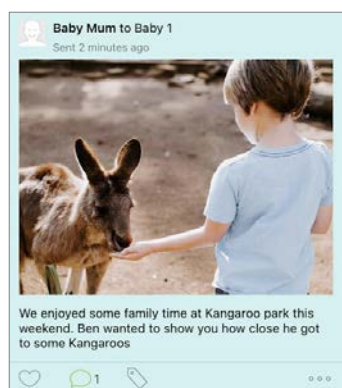 Baby Mum to Baby 1
Sent 2 minutes ago
We enjoyed some family time at Kangaroo park this
weekend. Ben wanted to show you how close he got
to some Kangaroos
1